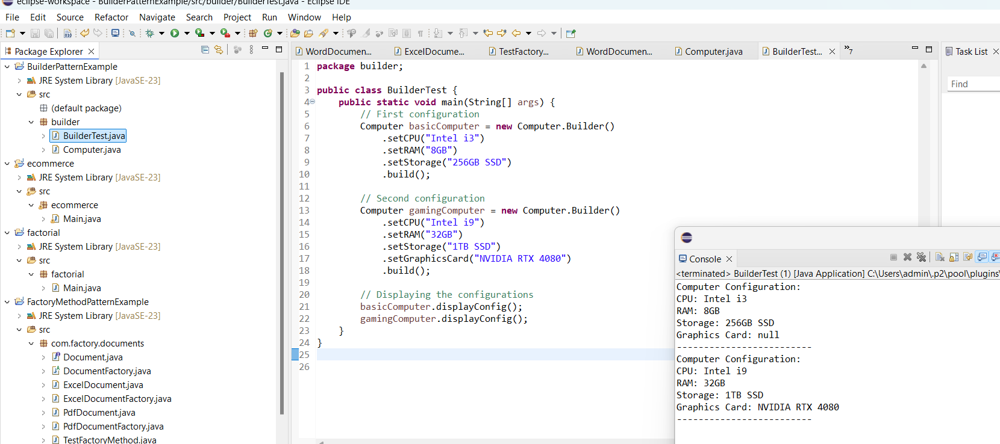 eclipse-workspace - BuilderPatternExample/src/builder/BuilderTest.java - Eclipse IDE
File Edit Source Refactor Navigate Search Project Run Window Help
Package Explorer
BuilderPatternExample
JRE System Library [JavaSE-23]
src
(default package)
builder
BuilderTest.java
Computer.java
ecommerce
JRE System Library [JavaSE-23]
src
ecommerce
Main.java
factorial
JRE System Library [JavaSE-23]
src
factorial
Main.java
FactoryMethodPatternExample
JRE System Library [JavaSE-23]
src
com.factory.documents
Document.java
DocumentFactory.java
ExcelDocument.java
ExcelDocumentFactory.java
PdfDocument.java
PdfDocumentFactory.java
TestFactoryMethod.java
WordDocumen... ExcelDocume... TestFactory... WordDocumen... Computer.java BuilderTest... »7
1 package builder;
2
3 public class BuilderTest {
4 public static void main(String[] args) {
5 // First configuration
6 Computer basicComputer = new Computer.Builder()
7 .setCPU("Intel i3")
8 .setRAM("8GB")
9 .setStorage("256GB SSD")
10 .build();
11
12 // Second configuration
13 Computer gamingComputer = new Computer.Builder()
14 .setCPU("Intel i9")
15 .setRAM("32GB")
16 .setStorage("1TB SSD")
17 .setGraphicsCard("NVIDIA RTX 4080")
18 .build();
19
20 // Displaying the configurations
21 basicComputer.displayConfig();
22 gamingComputer.displayConfig();
23 }
24 }
25
26
Task List
Find
Console
<terminated> BuilderTest (1) [Java Application] C:\Users\admin\.p2\pool\plugins\
Computer Configuration:
CPU: Intel i3
RAM: 8GB
Storage: 256GB SSD
Graphics Card: null
-------------------------
Computer Configuration:
CPU: Intel i9
RAM: 32GB
Storage: 1TB SSD
Graphics Card: NVIDIA RTX 4080
-------------------------